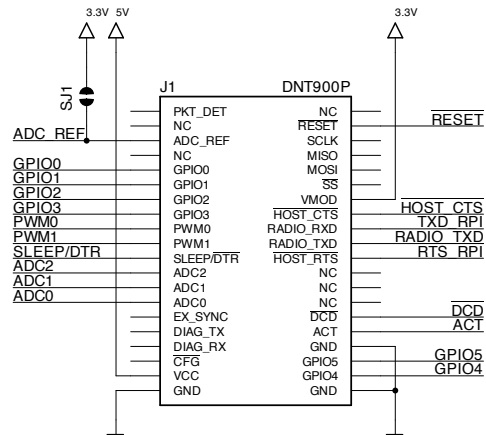 3.3V 5V 3.3V
SJ1
J1 DNT900P
PKT_DET NC
NC RESET RESET
ADC_REF ADC_REF SCLK
NC MISO
GPIO0 GPIO0 MOSI
GPIO1 GPIO1 SS
GPIO2 GPIO2 VMOD
GPIO3 GPIO3 HOST_CTS HOST_CTS
PWM0 PWM0 RADIO_RXD TXD_RPI
PWM1 PWM1 RADIO_TXD RADIO_TXD
SLEEP/DTR SLEEP/DTR HOST_RTS RTS_RPI
ADC2 ADC2 NC
ADC1 ADC1 NC
ADC0 ADC0 NC
EX_SYNC DCD DCD
DIAG_TX ACT ACT
DIAG_RX GND
CFG GPIO5 GPIO5
VCC GPIO4 GPIO4
GND GND